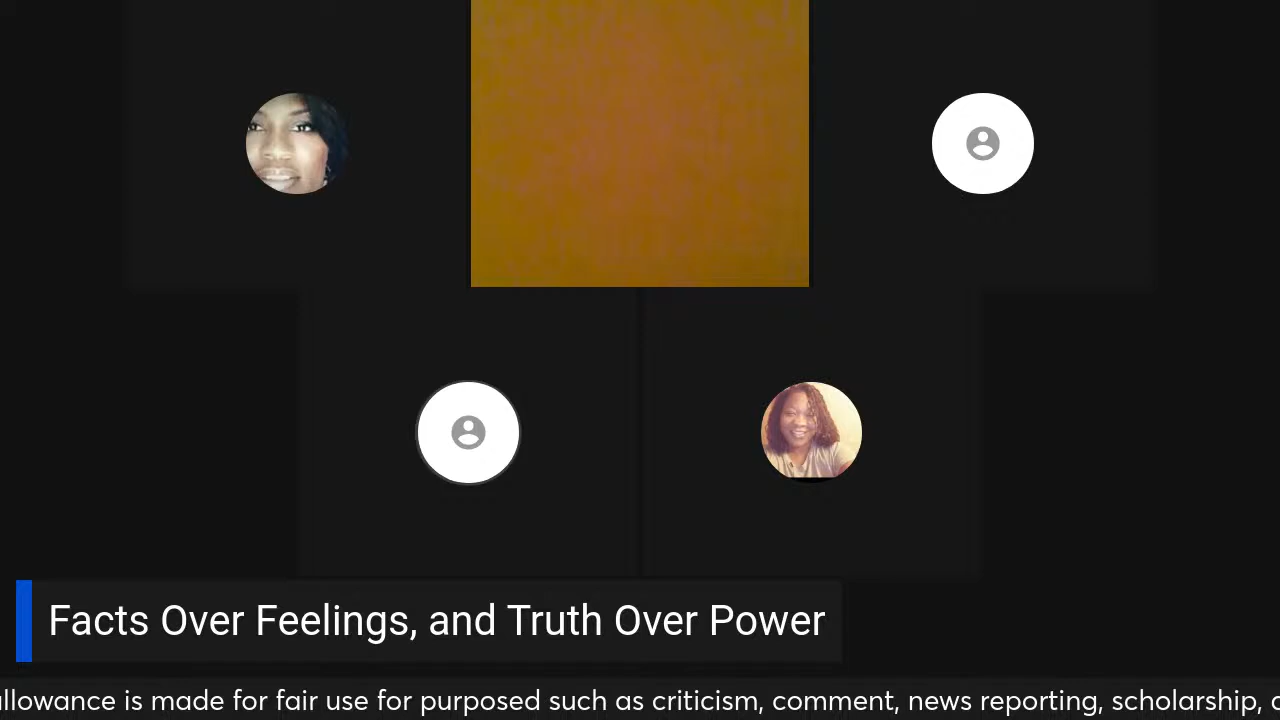 Facts Over Feelings, and Truth Over Power
allowance is made for fair use for purposed such as criticism, comment, news reporting, scholarship,